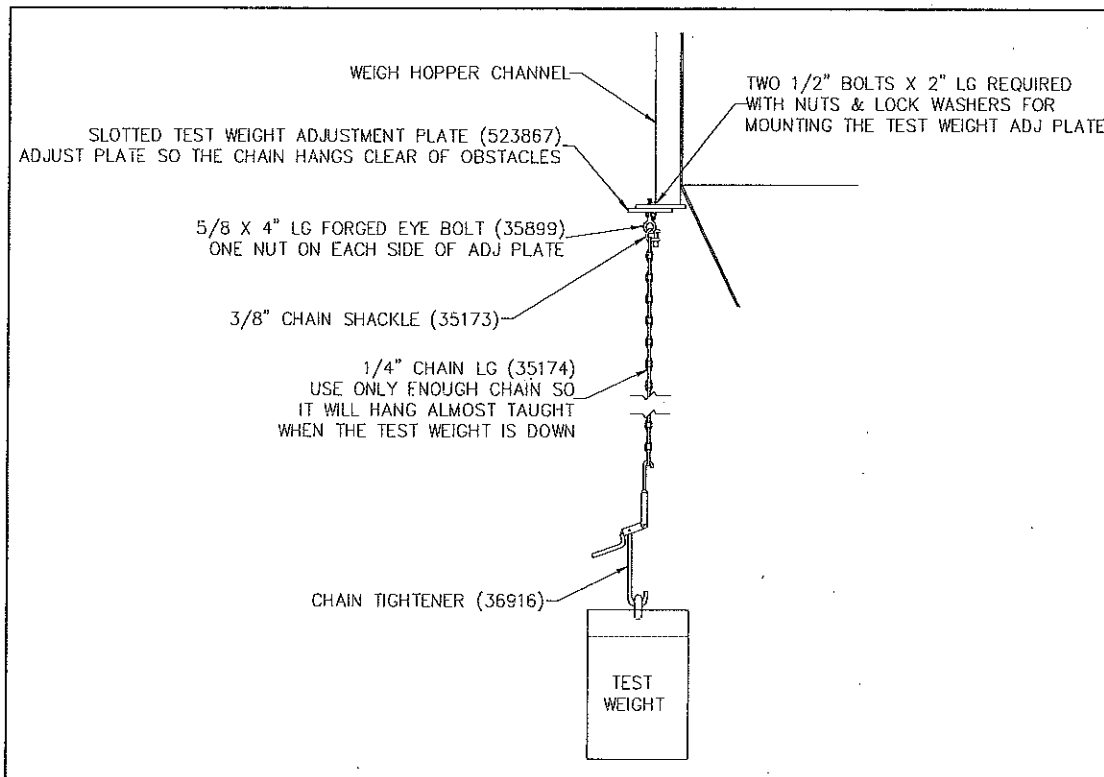 WEIGH HOPPER CHANNEL
TWO 1/2" BOLTS X 2" LG REQUIRED
WITH NUTS & LOCK WASHERS FOR
MOUNTING THE TEST WEIGHT ADJ PLATE
SLOTTED TEST WEIGHT ADJUSTMENT PLATE (523867)
ADJUST PLATE SO THE CHAIN HANGS CLEAR OF OBSTACLES
5/8 X 4" LG FORGED EYE BOLT (35899)
ONE NUT ON EACH SIDE OF ADJ PLATE
3/8" CHAIN SHACKLE (35173)
1/4" CHAIN LG (35174)
USE ONLY ENOUGH CHAIN SO
IT WILL HANG ALMOST TAUGHT
WHEN THE TEST WEIGHT IS DOWN
CHAIN TIGHTENER (36916)
TEST
WEIGHT